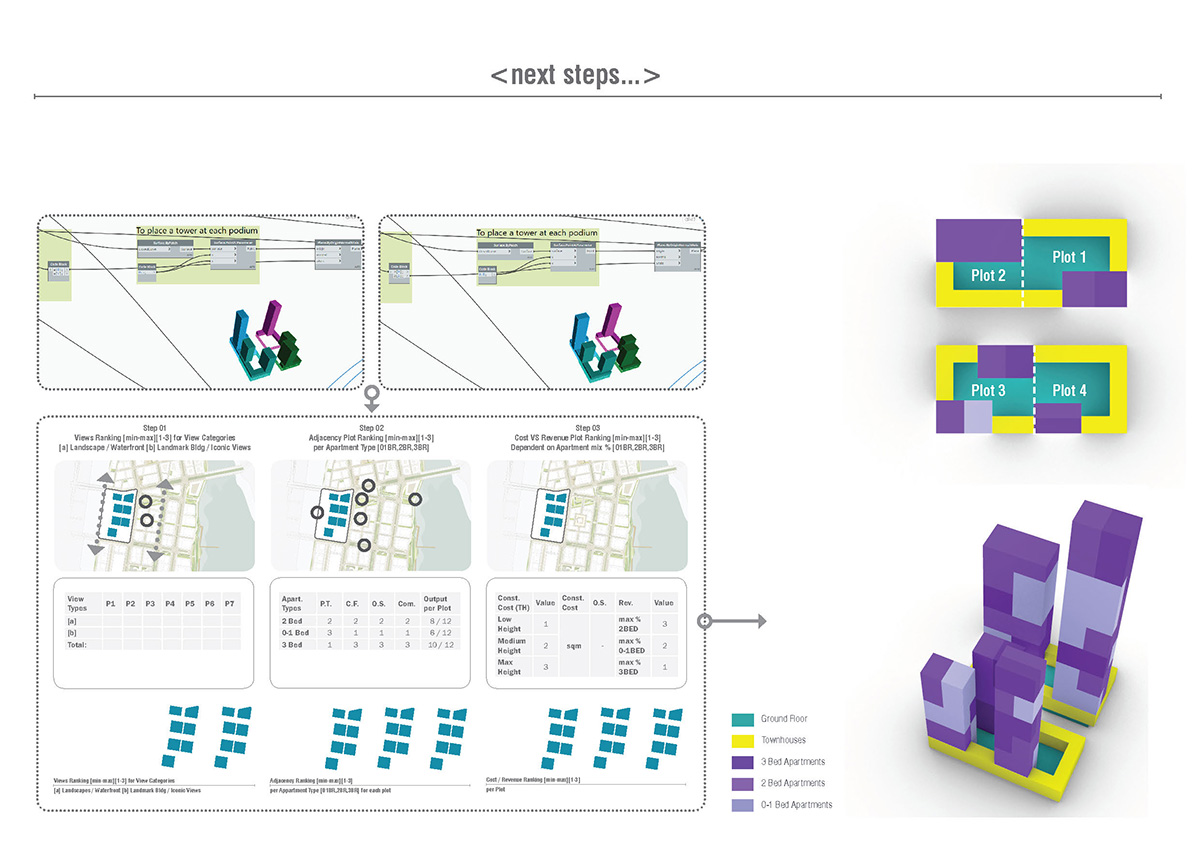 <next steps...>
To place a tower at each podium
To place a tower at each podium
Code Block
Code Block
Step 01
Views Ranking [min-max][1-3] for View Categories
[a] Landscape / Waterfront [b] Landmark Bldg / Iconic Views
Step 02
Adjacency Plot Ranking [min-max][1-3]
per Apartment Type [01BR,2BR,3BR]
Step 03
Cost VS Revenue Plot Ranking [min-max][1-3]
Dependent on Apartment mix % [01BR,2BR,3BR]
View Types P1 P2 P3 P4 P5 P6 P7
[a]
[b]
Total:
Apart. Types P.T. C.F. O.S. Com. Output per Plot
2 Bed 2 2 2 2 8 / 12
0-1 Bed 3 1 1 1 6 / 12
3 Bed 1 3 3 3 10 / 12
Const. Cost (TH) Value Const. Cost O.S. Rev. Value
Low Height 1 max % 2BED 3
Medium Height 2 sqm - max % 0-1BED 2
Max Height 3 max % 3BED 1
Views Ranking [min-max][1-3] for View Categories
[a] Landscapes / Waterfront [b] Landmark Bldg / Iconic Views
Adjacency Ranking [min-max][1-3]
per Appartment Type [01BR,2BR,3BR] for each plot
Cost / Revenue Ranking [min-max][1-3]
per Plot
Plot 2
Plot 1
Plot 3
Plot 4
Ground Floor
Townhouses
3 Bed Apartments
2 Bed Apartments
0-1 Bed Apartments